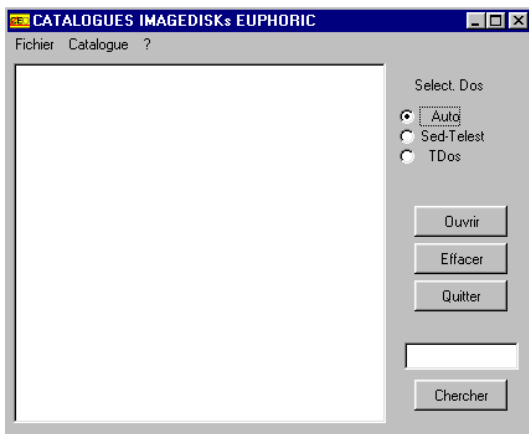 CATALOGUES IMAGEDISKs EUPHORIC
Fichier Catalogue ?
Select. Dos
Auto
Sed-Telest
TDos
Ouvrir
Effacer
Quitter
Chercher